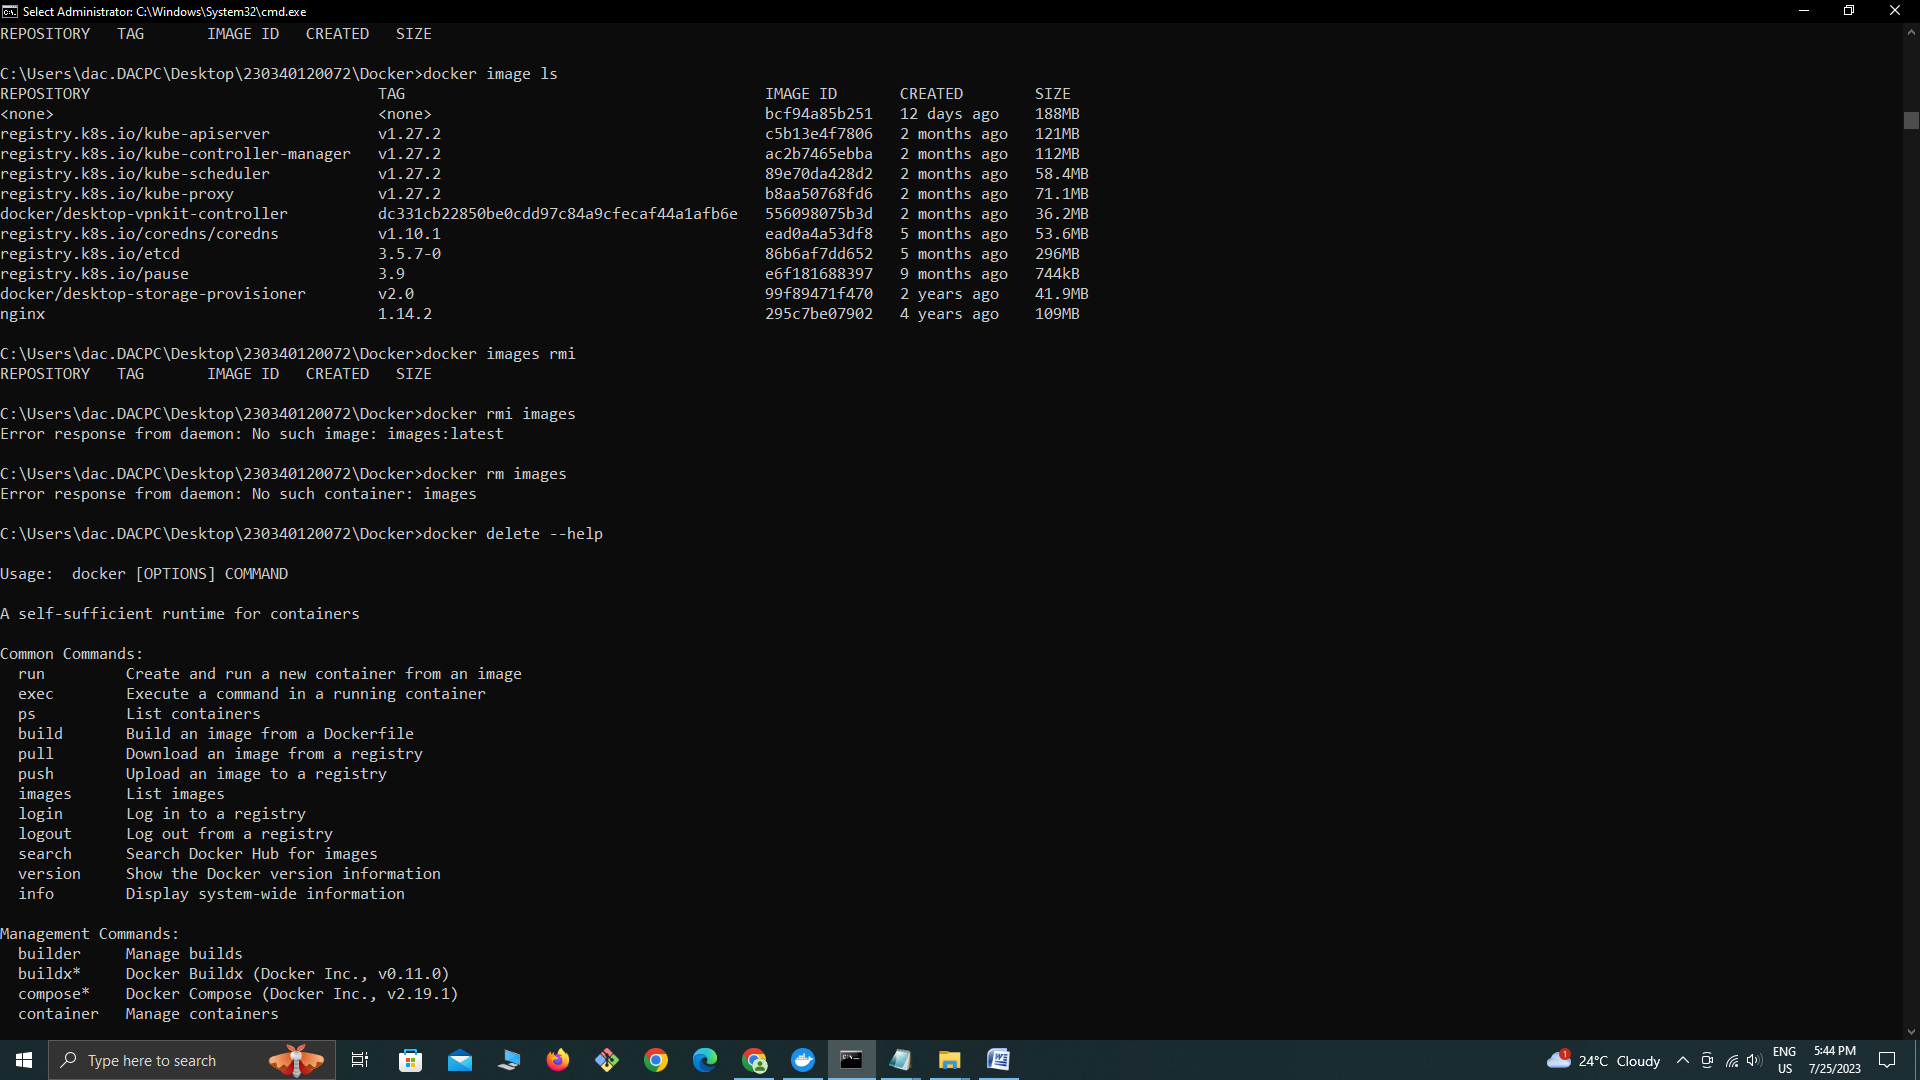 Select Administrator: C:\Windows\System32\cmd.exe
REPOSITORY   TAG       IMAGE ID   CREATED   SIZE
C:\Users\dac.DACPC\Desktop\230340120072\Docker>docker image ls
REPOSITORY                                TAG                                        IMAGE ID       CREATED         SIZE
<none>                                    <none>                                     bcf94a85b251   12 days ago     188MB
registry.k8s.io/kube-apiserver            v1.27.2                                    c5b13e4f7806   2 months ago    121MB
registry.k8s.io/kube-controller-manager   v1.27.2                                    ac2b7465ebba   2 months ago    112MB
registry.k8s.io/kube-scheduler            v1.27.2                                    89e70da428d2   2 months ago    58.4MB
registry.k8s.io/kube-proxy                v1.27.2                                    b8aa50768fd6   2 months ago    71.1MB
docker/desktop-vpnkit-controller          dc331cb22850be0cdd97c84a9cfecaf44a1afb6e   556098075b3d   2 months ago    36.2MB
registry.k8s.io/coredns/coredns           v1.10.1                                    ead0a4a53df8   5 months ago    53.6MB
registry.k8s.io/etcd                      3.5.7-0                                    86b6af7dd652   5 months ago    296MB
registry.k8s.io/pause                     3.9                                        e6f181688397   9 months ago    744kB
docker/desktop-storage-provisioner        v2.0                                       99f89471f470   2 years ago     41.9MB
nginx                                     1.14.2                                     295c7be07902   4 years ago     109MB
C:\Users\dac.DACPC\Desktop\230340120072\Docker>docker images rmi
REPOSITORY   TAG       IMAGE ID   CREATED   SIZE
C:\Users\dac.DACPC\Desktop\230340120072\Docker>docker rmi images
Error response from daemon: No such image: images:latest
C:\Users\dac.DACPC\Desktop\230340120072\Docker>docker rm images
Error response from daemon: No such container: images
C:\Users\dac.DACPC\Desktop\230340120072\Docker>docker delete --help
Usage:  docker [OPTIONS] COMMAND
A self-sufficient runtime for containers
Common Commands:
  run         Create and run a new container from an image
  exec        Execute a command in a running container
  ps          List containers
  build       Build an image from a Dockerfile
  pull        Download an image from a registry
  push        Upload an image to a registry
  images      List images
  login       Log in to a registry
  logout      Log out from a registry
  search      Search Docker Hub for images
  version     Show the Docker version information
  info        Display system-wide information
Management Commands:
  builder     Manage builds
  buildx*     Docker Buildx (Docker Inc., v0.11.0)
  compose*    Docker Compose (Docker Inc., v2.19.1)
  container   Manage containers
Type here to search
1
24°C Cloudy
ENG
US
5:44 PM
7/25/2023